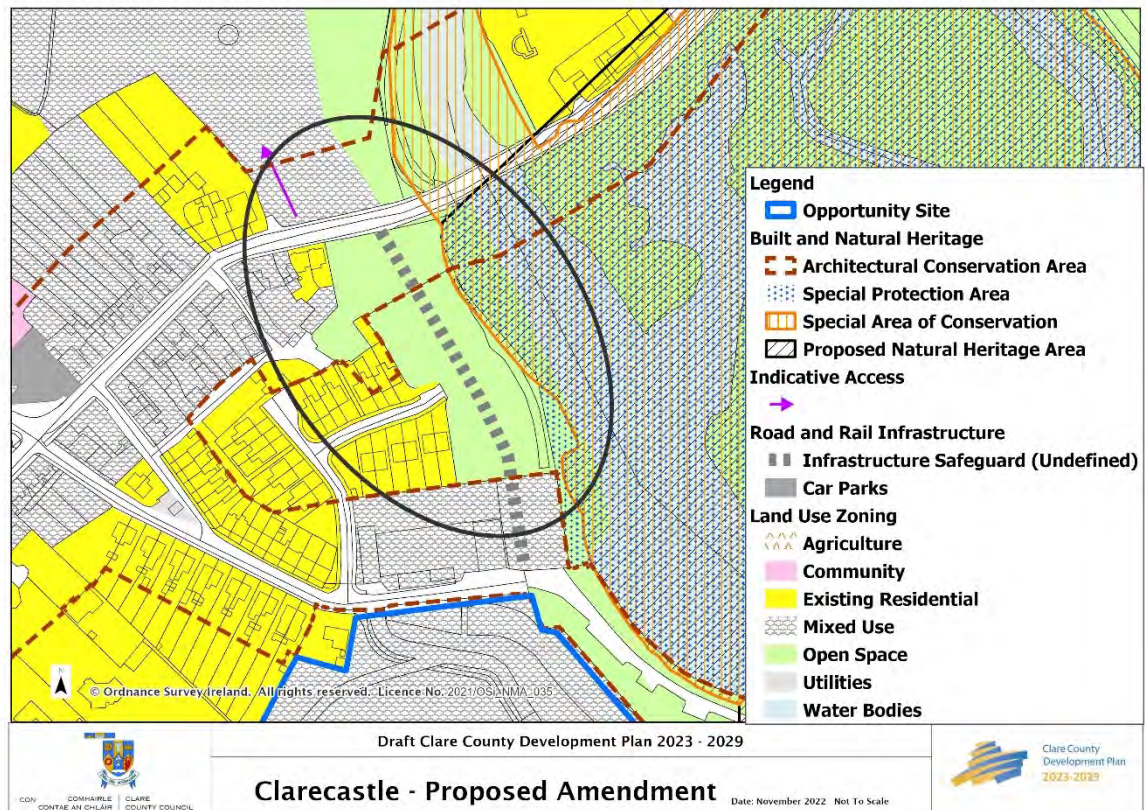 Legend
Opportunity Site
Built and Natural Heritage
Architectural Conservation Area
Special Protection Area
Special Area of Conservation
Proposed Natural Heritage Area
Indicative Access
Road and Rail Infrastructure
Infrastructure Safeguard (Undefined)
Car Parks
Land Use Zoning
Agriculture
Community
Existing Residential
Mixed Use
Open Space
Utilities
Water Bodies
N
© Ordnance Survey Ireland. All rights reserved. Licence No. 2021/OSi_NMA_035
Draft Clare County Development Plan 2023 - 2029
Clarecastle - Proposed Amendment
Date: November 2022 Not To Scale
CON
COMHAIRLE CLARE
CONTAE AN CHLÁIR COUNTY COUNCIL
Clare County
Development Plan
2023-2029